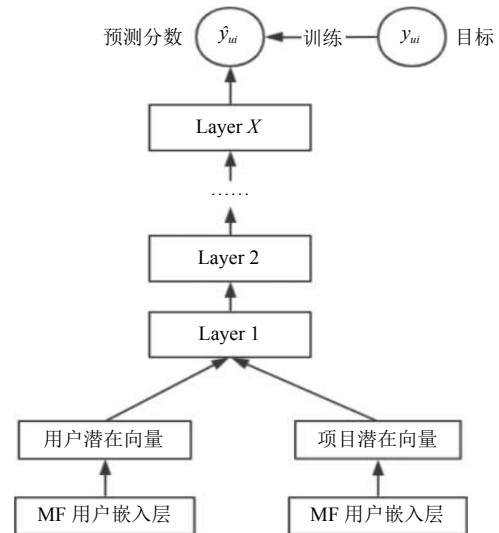 预测分数 ŷui 训练 yui 目标
Layer X
......
Layer 2
Layer 1
用户潜在向量 项目潜在向量
MF 用户嵌入层 MF 用户嵌入层